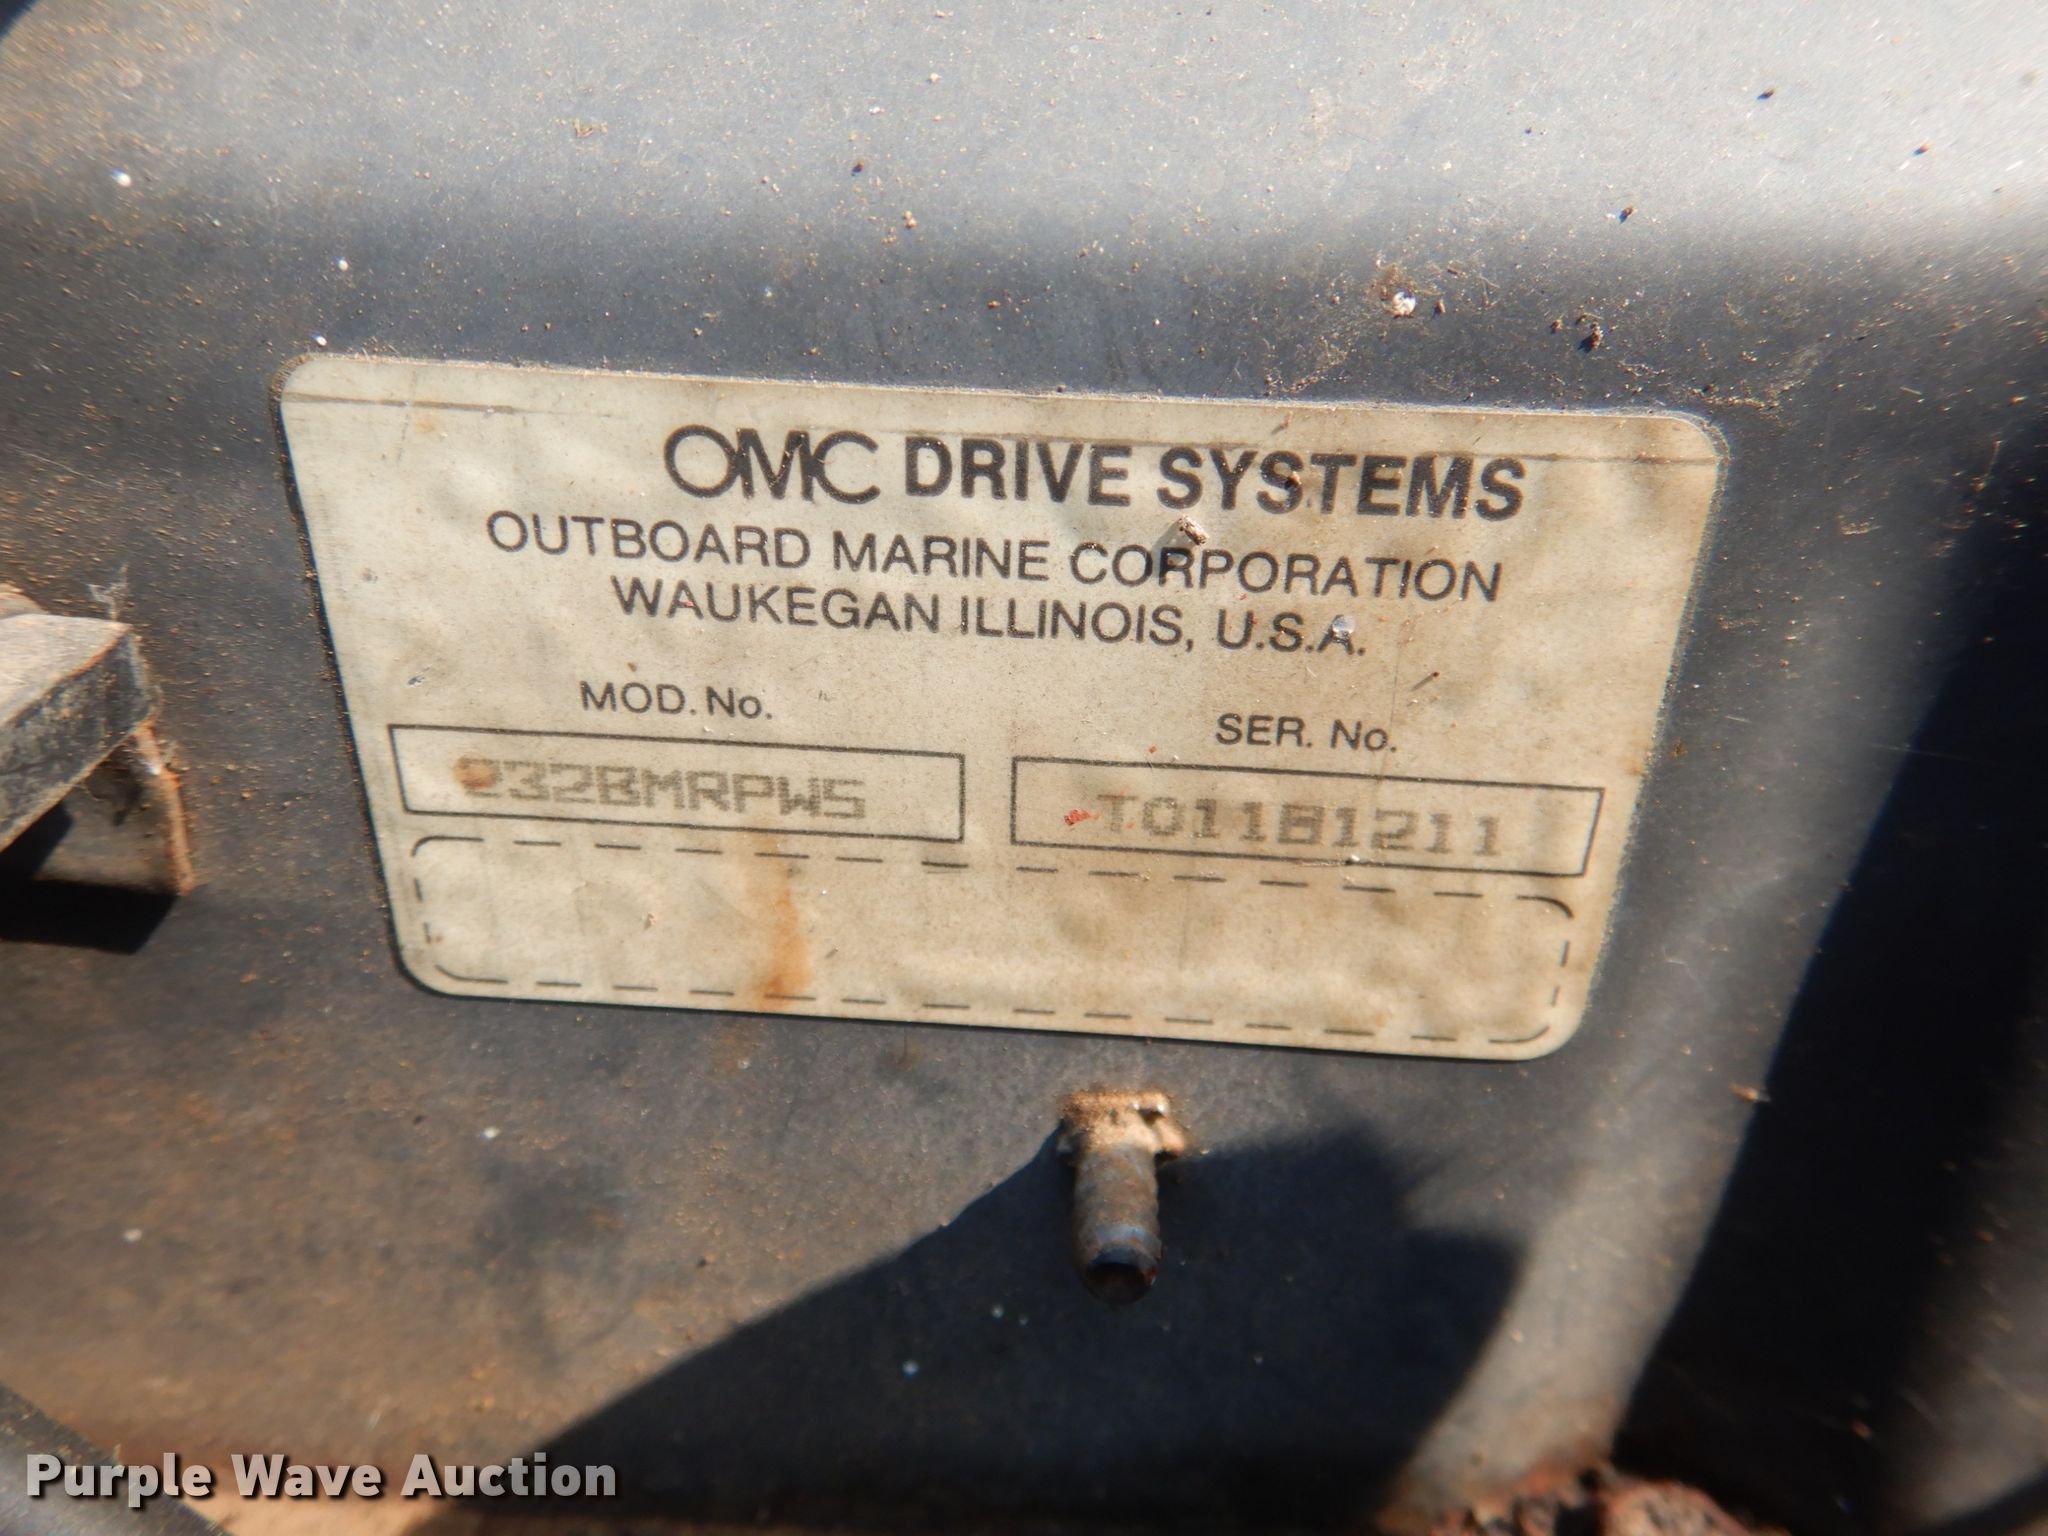 OMC DRIVE SYSTEMS
OUTBOARD MARINE CORPORATION
WAUKEGAN ILLINOIS, U.S.A.
MOD. No.
SER. No.
232BMRPWS
T01181211
Purple Wave Auction